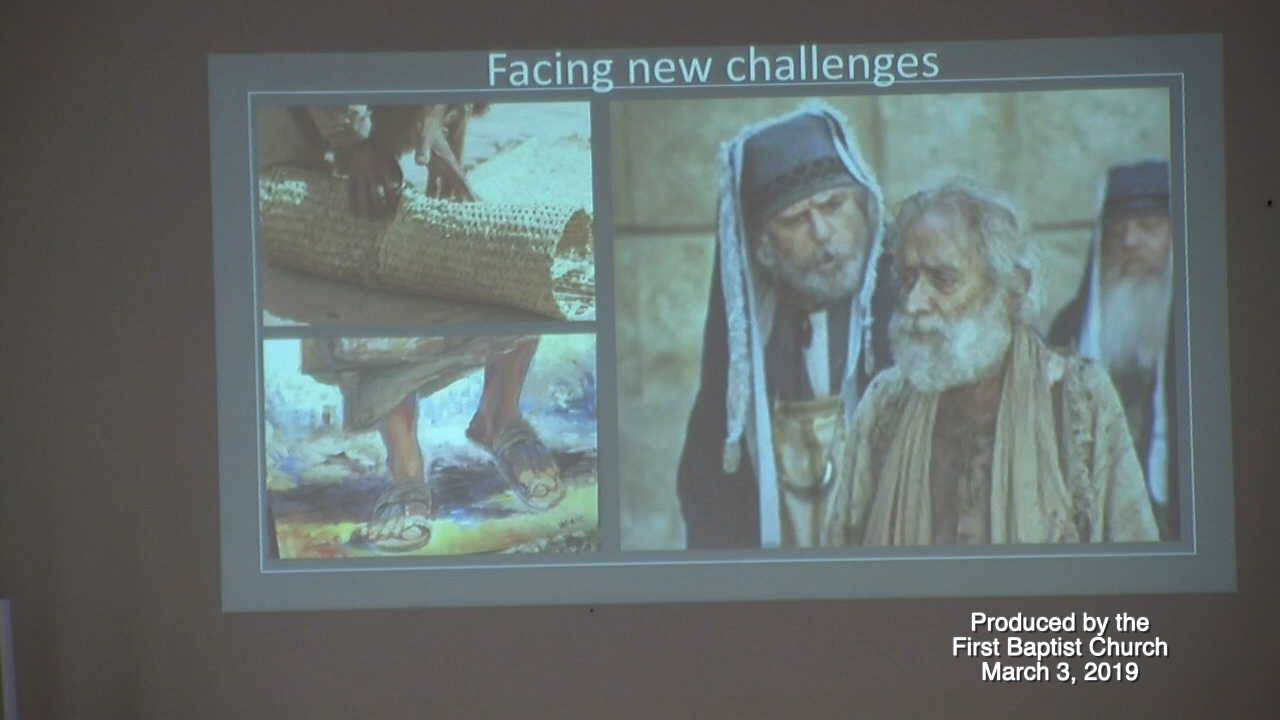 Facing new challenges
Produced by the
First Baptist Church
March 3, 2019